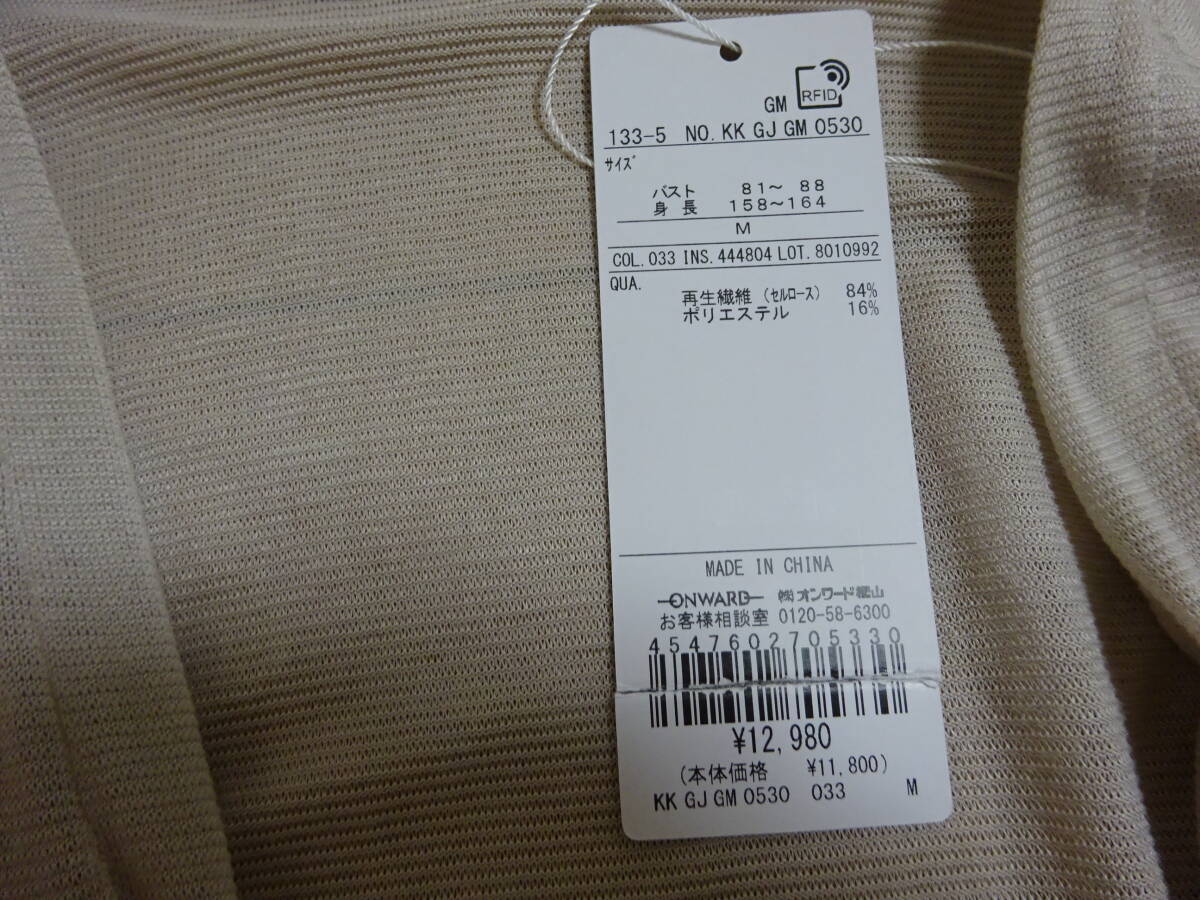 RFID
GM
133-5 NO. KK GJ GM 0530
サイズ
バスト 81～ 88
身 長 158～164
M
COL. 033 INS. 444804 LOT. 8010992
QUA.
再生繊維 (セルロース) 84%
ポリエステル 16%
MADE IN CHINA
ONWARD ㈱オンワード樫山
お客様相談室 0120-58-6300
4547602705330
¥12,980
(本体価格 ¥11,800)
KK GJ GM 0530 033 M